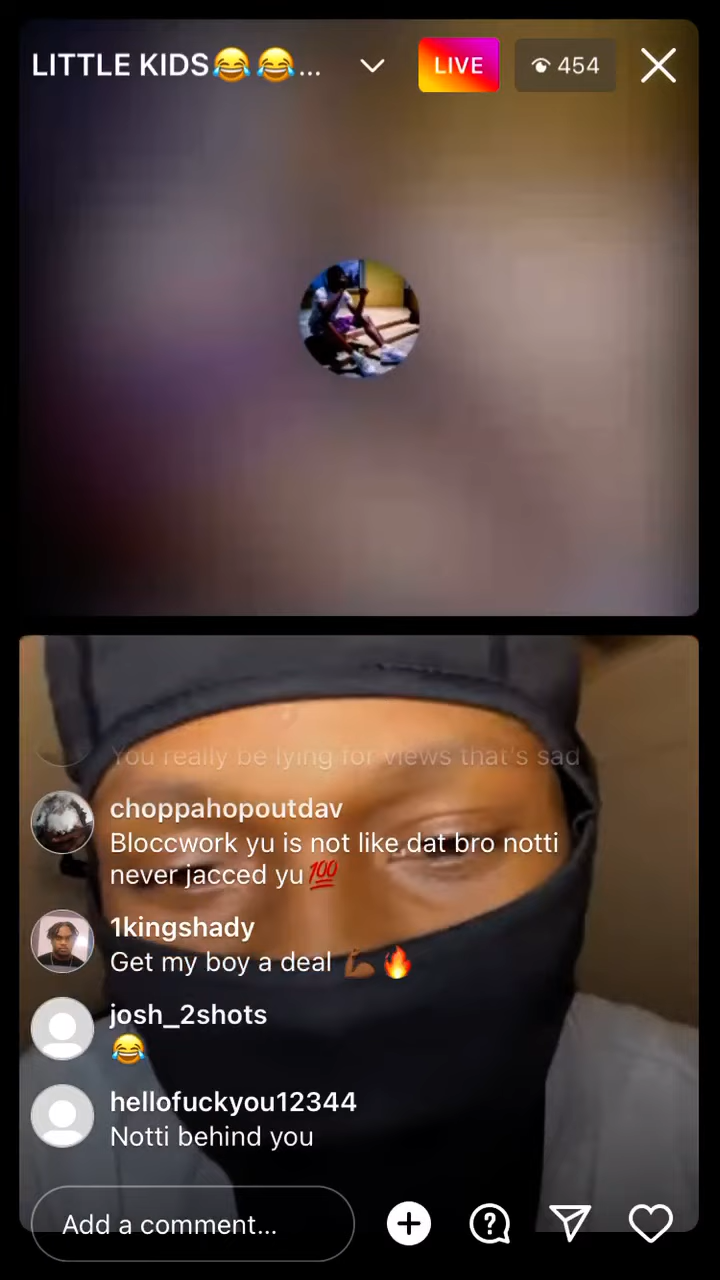 LITTLE KIDS😂😂...
LIVE
454
You really be lying for views that's sad
choppahopoutdav
Bloccwork yu is not like dat bro notti
never jacced yu💯
1kingshady
Get my boy a deal 💪🏾🔥
josh_2shots
😂
hellofuckyou12344
Notti behind you
Add a comment...